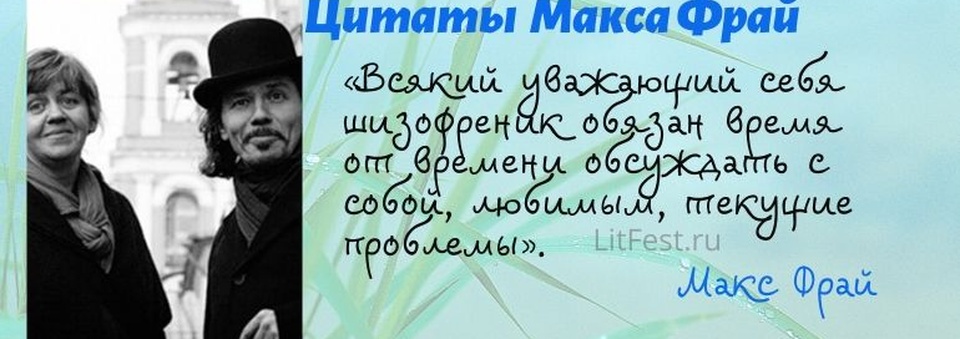 Цитаты Макса Фрай
«Всякий уважающий себя
шизофреник обязан время
от времени обсуждать с
собой, любимым, текущие
проблемы».
LitFest.ru
Макс Фрай